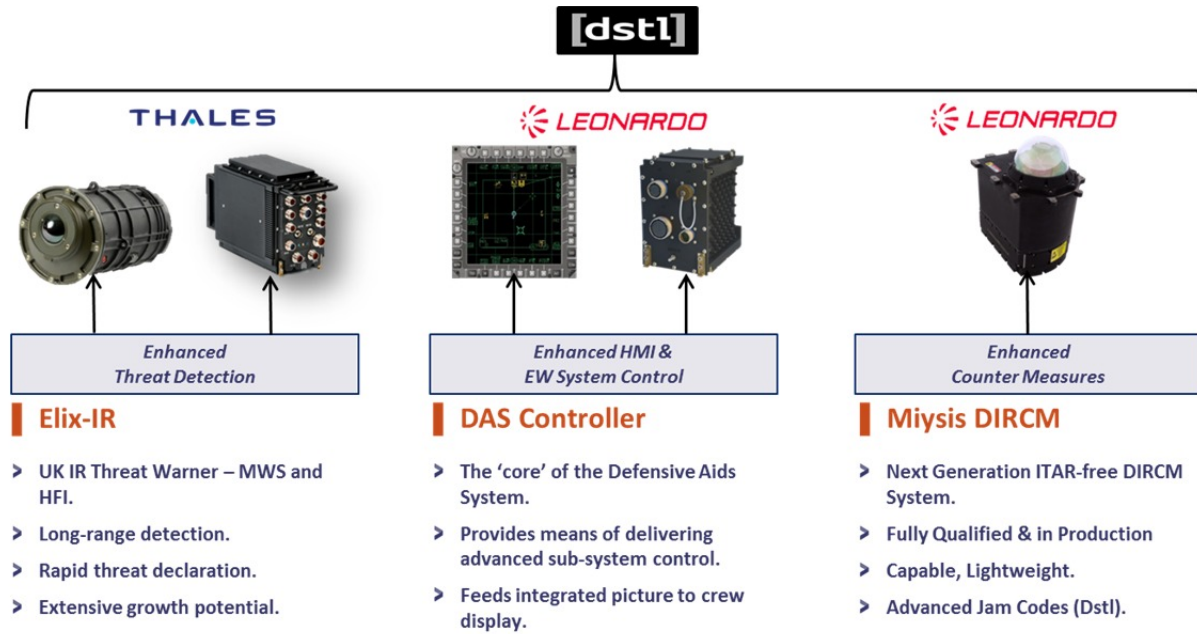 [dstl]
THALES
LEONARDO
LEONARDO
Enhanced
Threat Detection
Enhanced HMI &
EW System Control
Enhanced
Counter Measures
Elix-IR
UK IR Threat Warner – MWS and
HFI.
Long-range detection.
Rapid threat declaration.
Extensive growth potential.
DAS Controller
The ‘core’ of the Defensive Aids
System.
Provides means of delivering
advanced sub-system control.
Feeds integrated picture to crew
display.
Miysis DIRCM
Next Generation ITAR-free DIRCM
System.
Fully Qualified & in Production
Capable, Lightweight.
Advanced Jam Codes (Dstl).